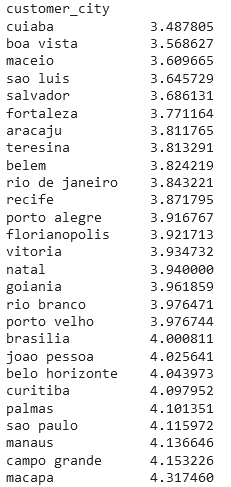 customer_city
cuiaba 3.487805
boa vista 3.568627
maceio 3.609665
sao luis 3.645729
salvador 3.686131
fortaleza 3.771164
aracaju 3.811765
teresina 3.813291
belem 3.824219
rio de janeiro 3.843221
recife 3.871795
porto alegre 3.916767
florianopolis 3.921713
vitoria 3.934732
natal 3.940000
goiania 3.961859
rio branco 3.976471
porto velho 3.976744
brasilia 4.000811
joao pessoa 4.025641
belo horizonte 4.043973
curitiba 4.097952
palmas 4.101351
sao paulo 4.115972
manaus 4.136646
campo grande 4.153226
macapa 4.317460